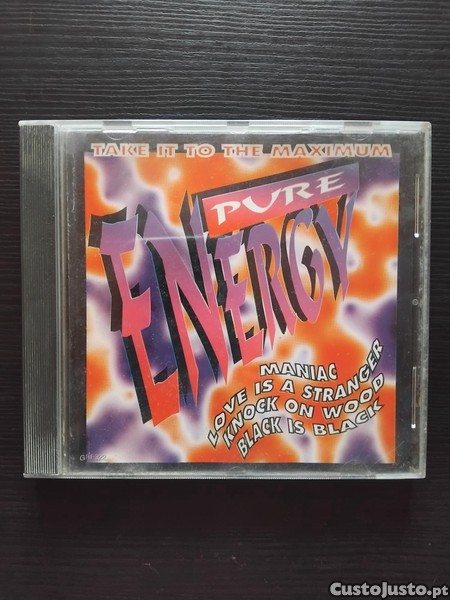 TAKE IT TO THE MAXIMUM
PURE
ENERGY
MANIAC
LOVE IS A STRANGER
KNOCK ON WOOD
BLACK IS BLACK
CustoJusto.pt